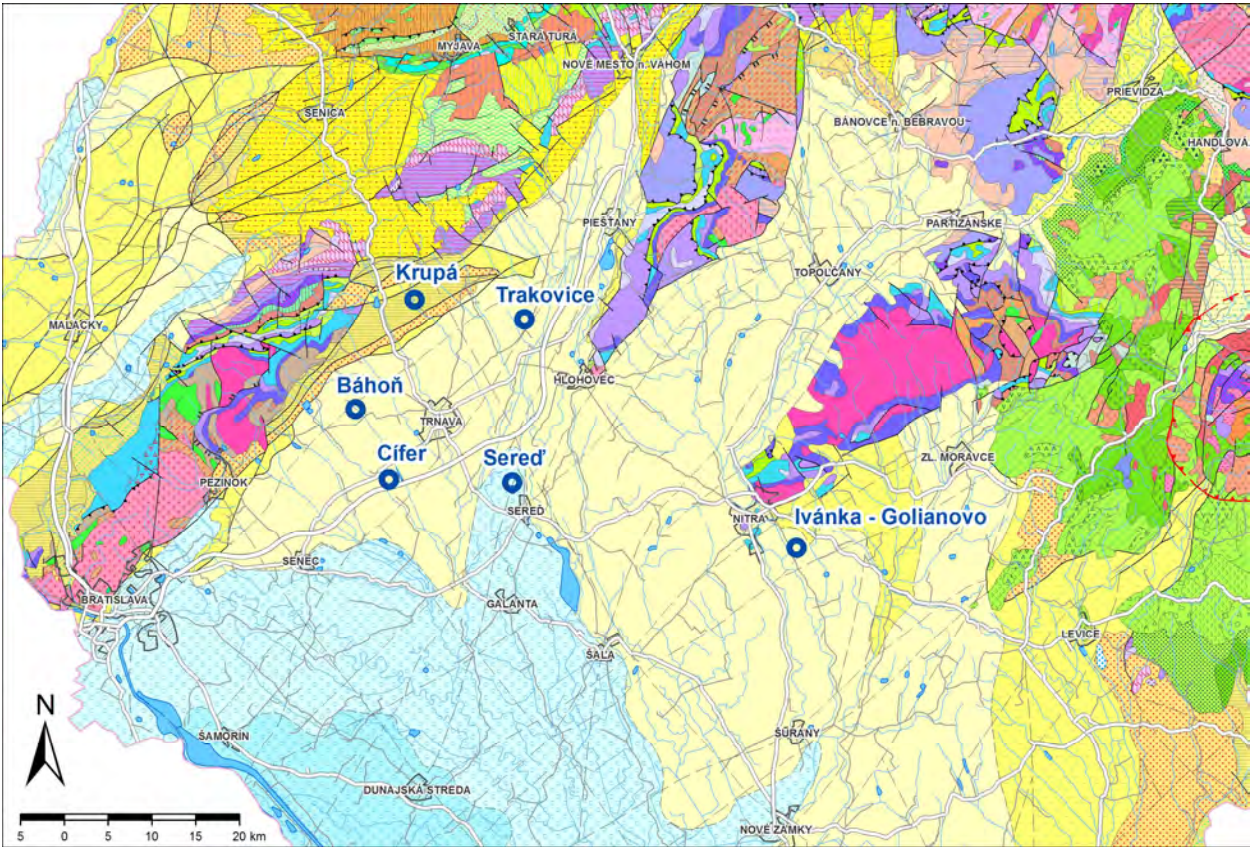 MYJAVA
STARÁ TURÁ
NOVÉ MESTO n. VÁHOM
PRIEVIDZA
SENICA
BÁNOVCE n. BEBRAVOU
HANDLOVÁ
PIEŠŤANY
PARTIZÁNSKE
Krupá
TOPOĽČANY
Trakovice
MALACKY
HLOHOVEC
Báhoň
TRNAVA
Cífer
Sereď
ZL. MORAVCE
PEZINOK
SEREĎ
NITRA
Ivánka - Golianovo
SENEC
BRATISLAVA
GALANTA
LEVICE
ŠAĽA
N
ŠAMORÍN
ŠURANY
DUNAJSKÁ STREDA
5 0 5 10 15 20 km
NOVÉ ZÁMKY